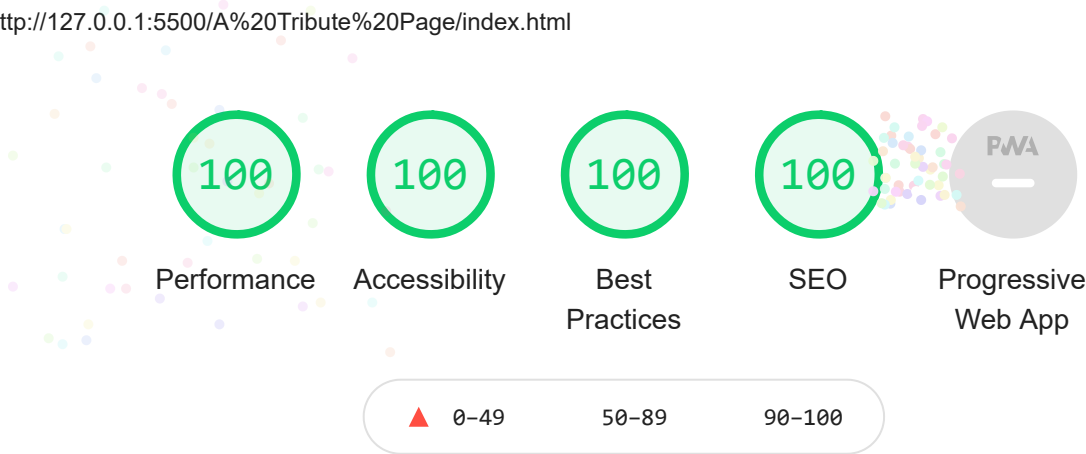 ttp://127.0.0.1:5500/A%20Tribute%20Page/index.html
100 100 100 100 PWA
Performance Accessibility Best Practices SEO Progressive Web App
0–49 50–89 90–100